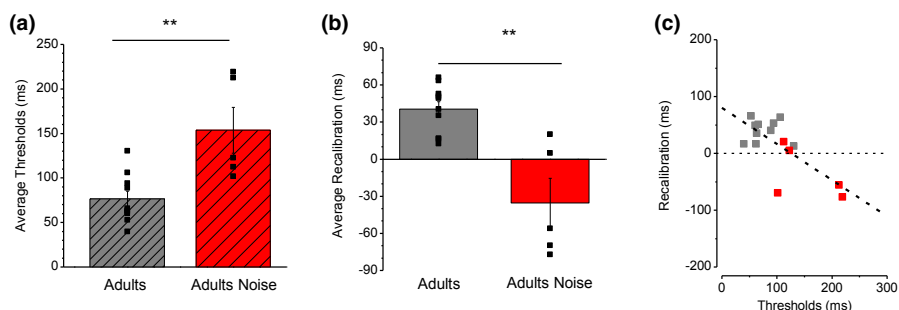 (a)
**
Average Thresholds (ms)
250
200
150
100
50
0
Adults
Adults Noise
(b)
**
Average Recalibration (ms)
90
60
30
0
-30
-60
-90
Adults
Adults Noise
(c)
Recalibration (ms)
200
100
0
-100
-200
0
100
200
300
Thresholds (ms)